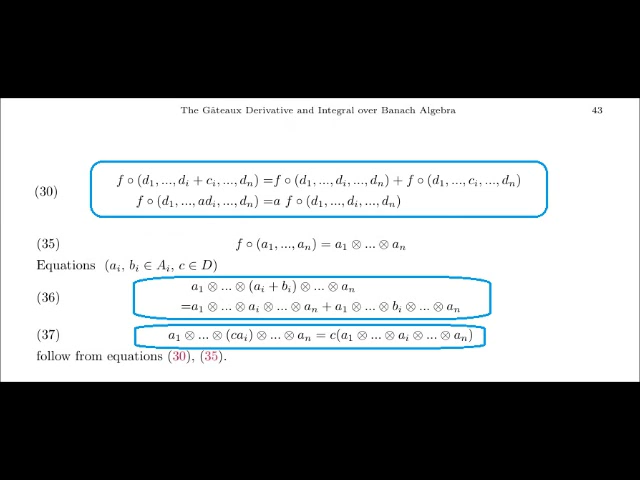 The Gâteaux Derivative and Integral over Banach Algebra 43
(30) f ∘ (d₁, ..., dᵢ + cᵢ, ..., dₙ) =f ∘ (d₁, ..., dᵢ, ..., dₙ) + f ∘ (d₁, ..., cᵢ, ..., dₙ)
f ∘ (d₁, ..., adᵢ, ..., dₙ) =a f ∘ (d₁, ..., dᵢ, ..., dₙ)
(35) f ∘ (a₁, ..., aₙ) = a₁ ⊗ ... ⊗ aₙ
Equations (aᵢ, bᵢ ∈ Aᵢ, c ∈ D)
(36) a₁ ⊗ ... ⊗ (aᵢ + bᵢ) ⊗ ... ⊗ aₙ
=a₁ ⊗ ... ⊗ aᵢ ⊗ ... ⊗ aₙ + a₁ ⊗ ... ⊗ bᵢ ⊗ ... ⊗ aₙ
(37) a₁ ⊗ ... ⊗ (caᵢ) ⊗ ... ⊗ aₙ = c(a₁ ⊗ ... ⊗ aᵢ ⊗ ... ⊗ aₙ)
follow from equations (30), (35).